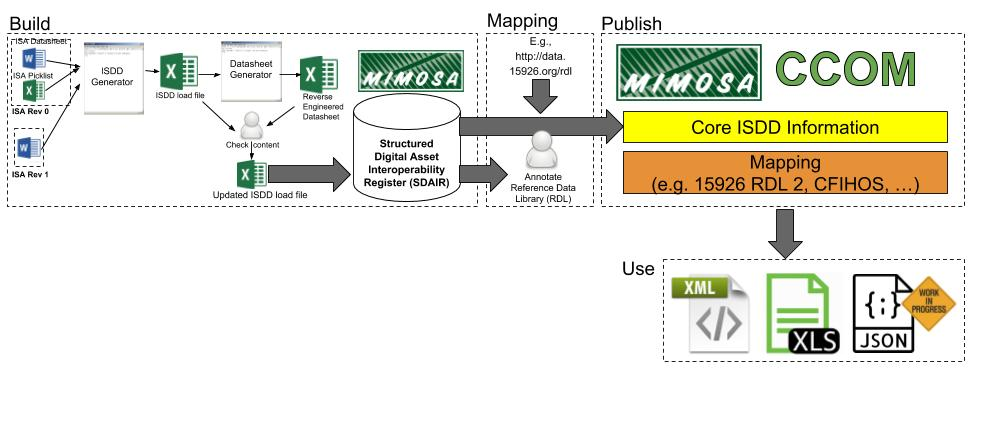 Build
ISA Datasheet
ISA Picklist
ISA Rev 0
ISA Rev 1
ISDD
Generator
ISDD load file
Datasheet
Generator
Reverse
Engineered
Datasheet
Check content
Updated ISDD load file
MIMOSA
Structured
Digital Asset
Interoperability
Register (SDAIR)
Mapping
E.g.,
http://data.
15926.org/rdl
Annotate
Reference Data
Library (RDL)
Publish
MIMOSA
CCOM
Core ISDD Information
Mapping
(e.g. 15926 RDL 2, CFIHOS, …)
Use
XML
XLS
{;}
JSON
WORK
IN
PROGRESS